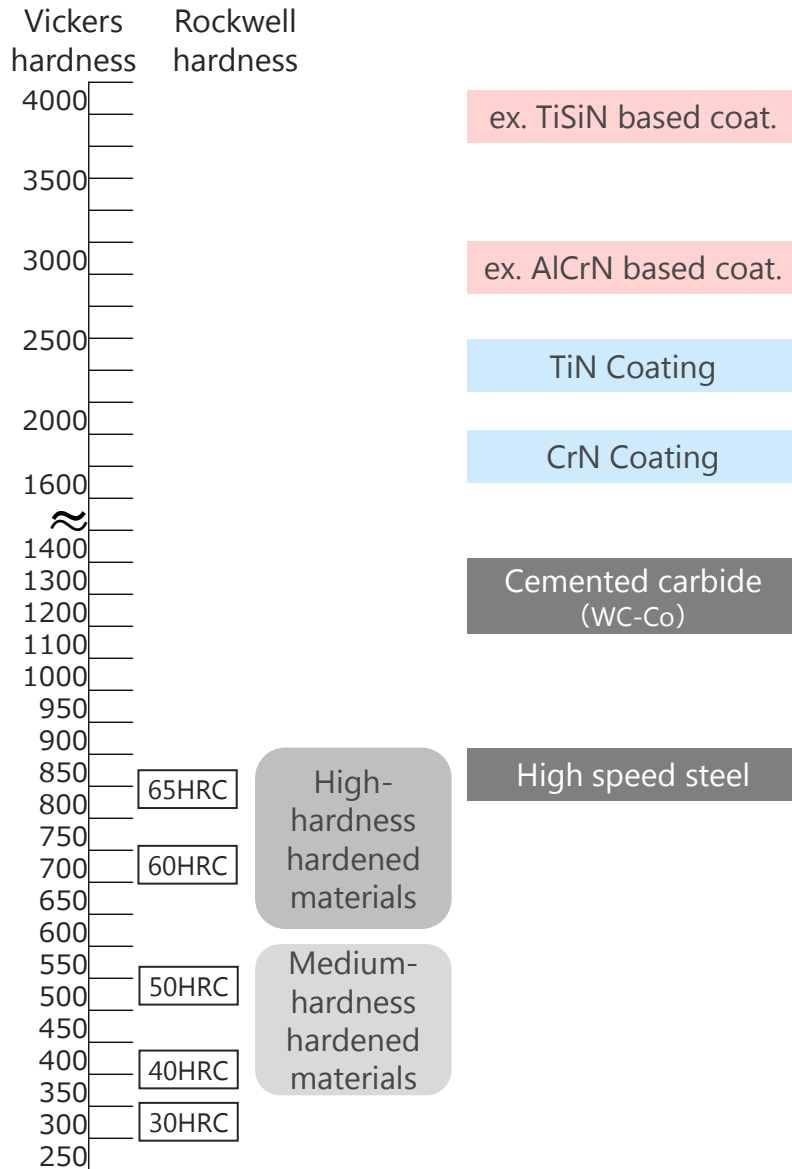 Vickers hardness
Rockwell hardness
4000
3500
3000
2500
2000
1600
≈
1400
1300
1200
1100
1000
950
900
850
800
750
700
650
600
550
500
450
400
350
300
250
65HRC
60HRC
50HRC
40HRC
30HRC
High-
hardness
hardened
materials
Medium-
hardness
hardened
materials
ex. TiSiN based coat.
ex. AlCrN based coat.
TiN Coating
CrN Coating
Cemented carbide
（WC-Co）
High speed steel